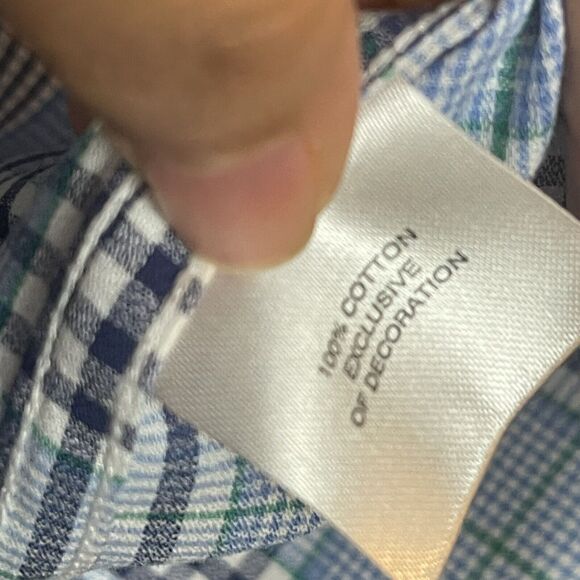 100% COTTON
EXCLUSIVE
OF DECORATION